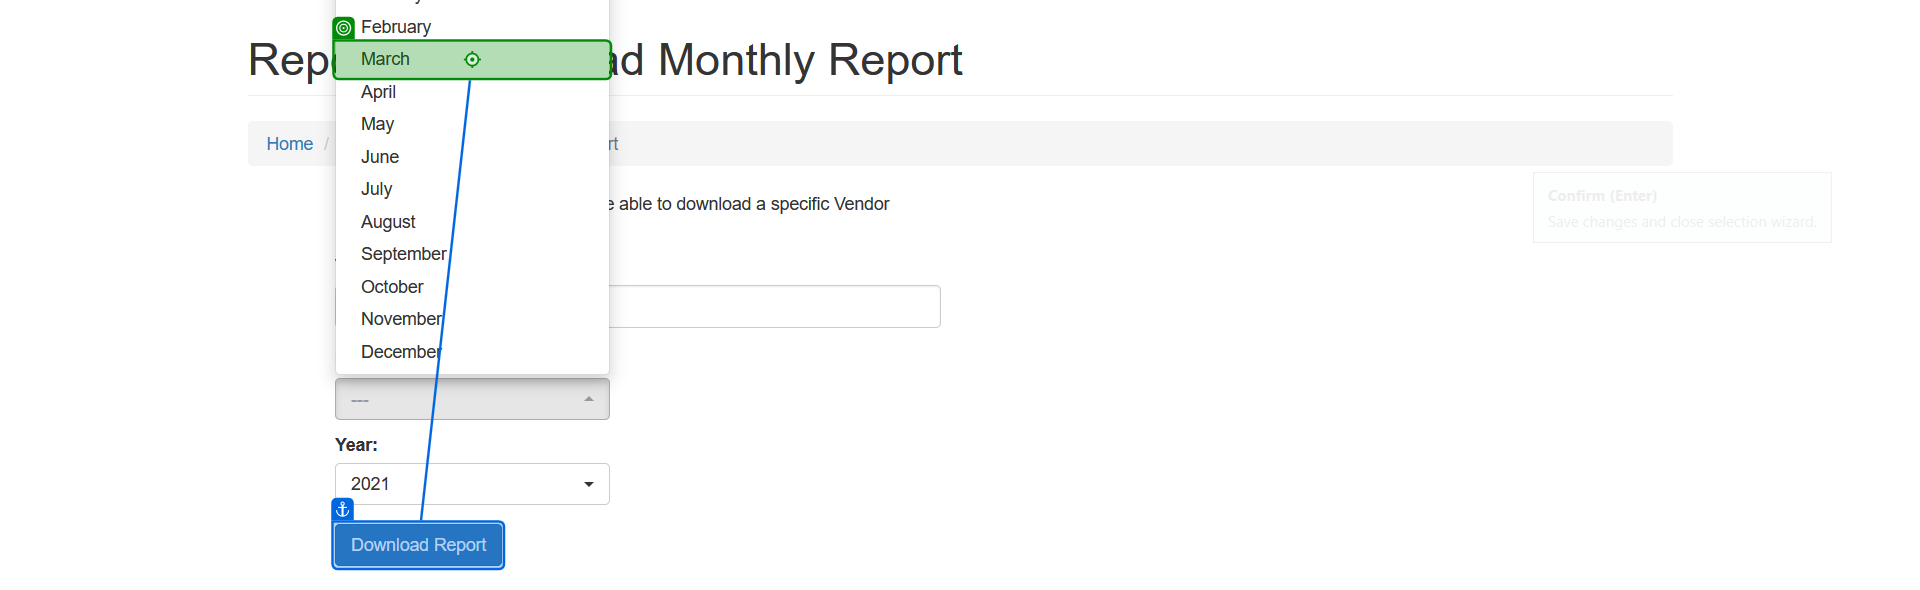 February
Rep
ad Monthly Report
March
April
May
Home /
rt
June
July
e able to download a specific Vendor
Confirm (Enter)
Save changes and close selection wizard.
August
September
October
November
December
---
Year:
2021
Download Report